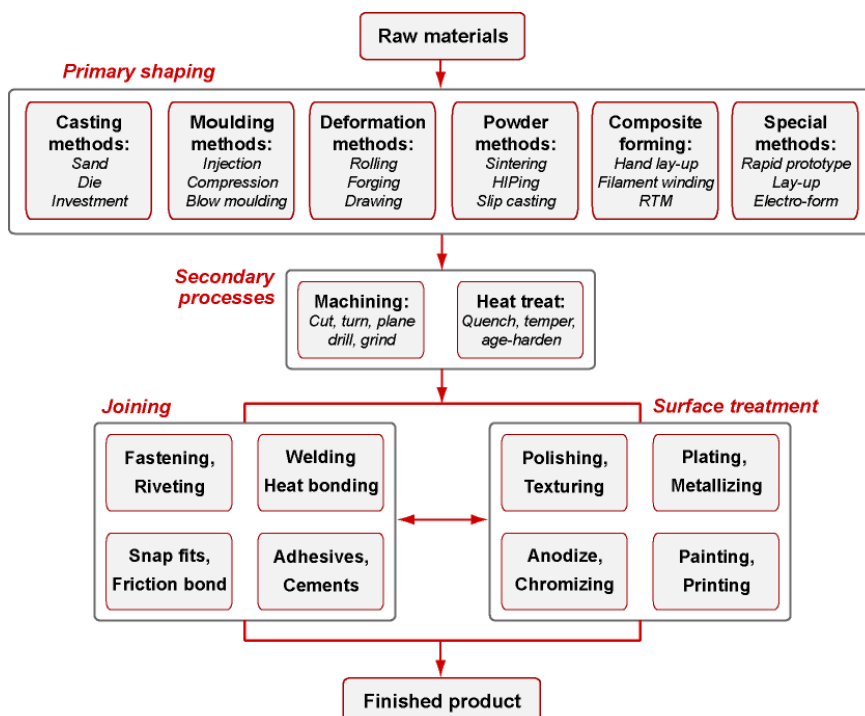 Raw materials
Primary shaping
Casting
methods:
Sand
Die
Investment
Moulding
methods:
Injection
Compression
Blow moulding
Deformation
methods:
Rolling
Forging
Drawing
Powder
methods:
Sintering
HIPing
Slip casting
Composite
forming:
Hand lay-up
Filament winding
RTM
Special
methods:
Rapid prototype
Lay-up
Electro-form
Secondary
processes
Machining:
Cut, turn, plane
drill, grind
Heat treat:
Quench, temper,
age-harden
Joining
Fastening,
Riveting
Welding
Heat bonding
Snap fits,
Friction bond
Adhesives,
Cements
Surface treatment
Polishing,
Texturing
Plating,
Metallizing
Anodize,
Chromizing
Painting,
Printing
Finished product